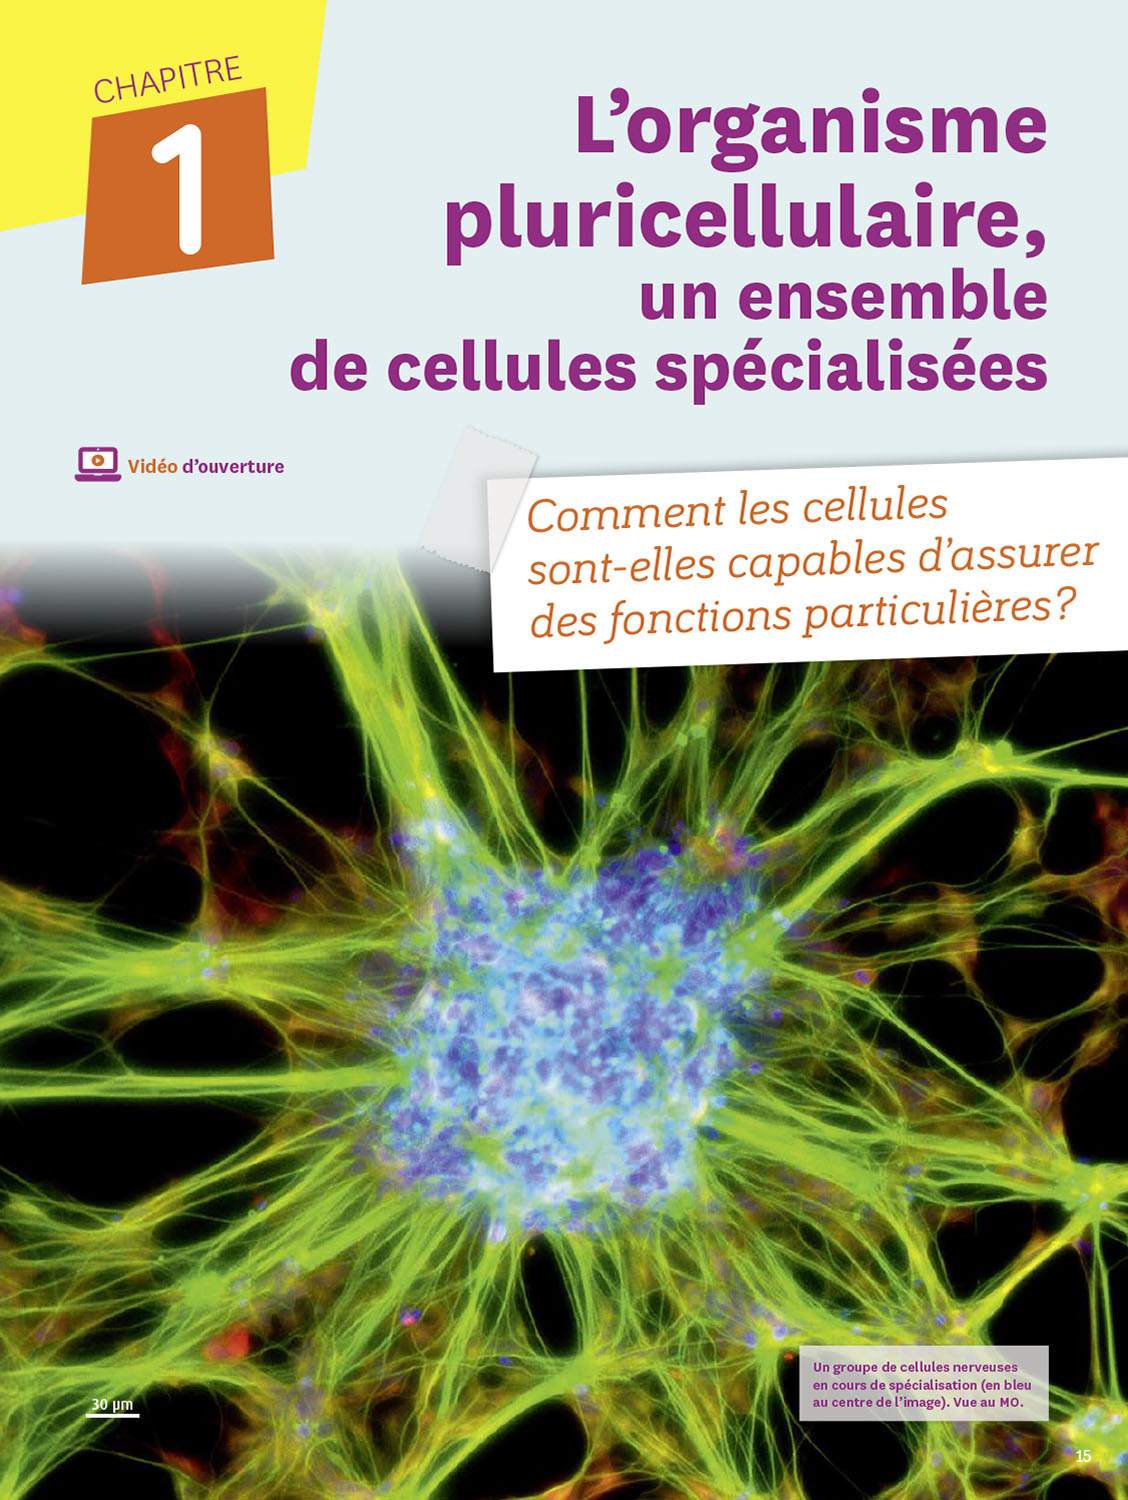 CHAPITRE
1
L’organisme
pluricellulaire,
un ensemble
de cellules spécialisées
Vidéo d’ouverture
Comment les cellules
sont-elles capables d’assurer
des fonctions particulières ?
Un groupe de cellules nerveuses
en cours de spécialisation (en bleu
au centre de l’image). Vue au MO.
30 µm
15